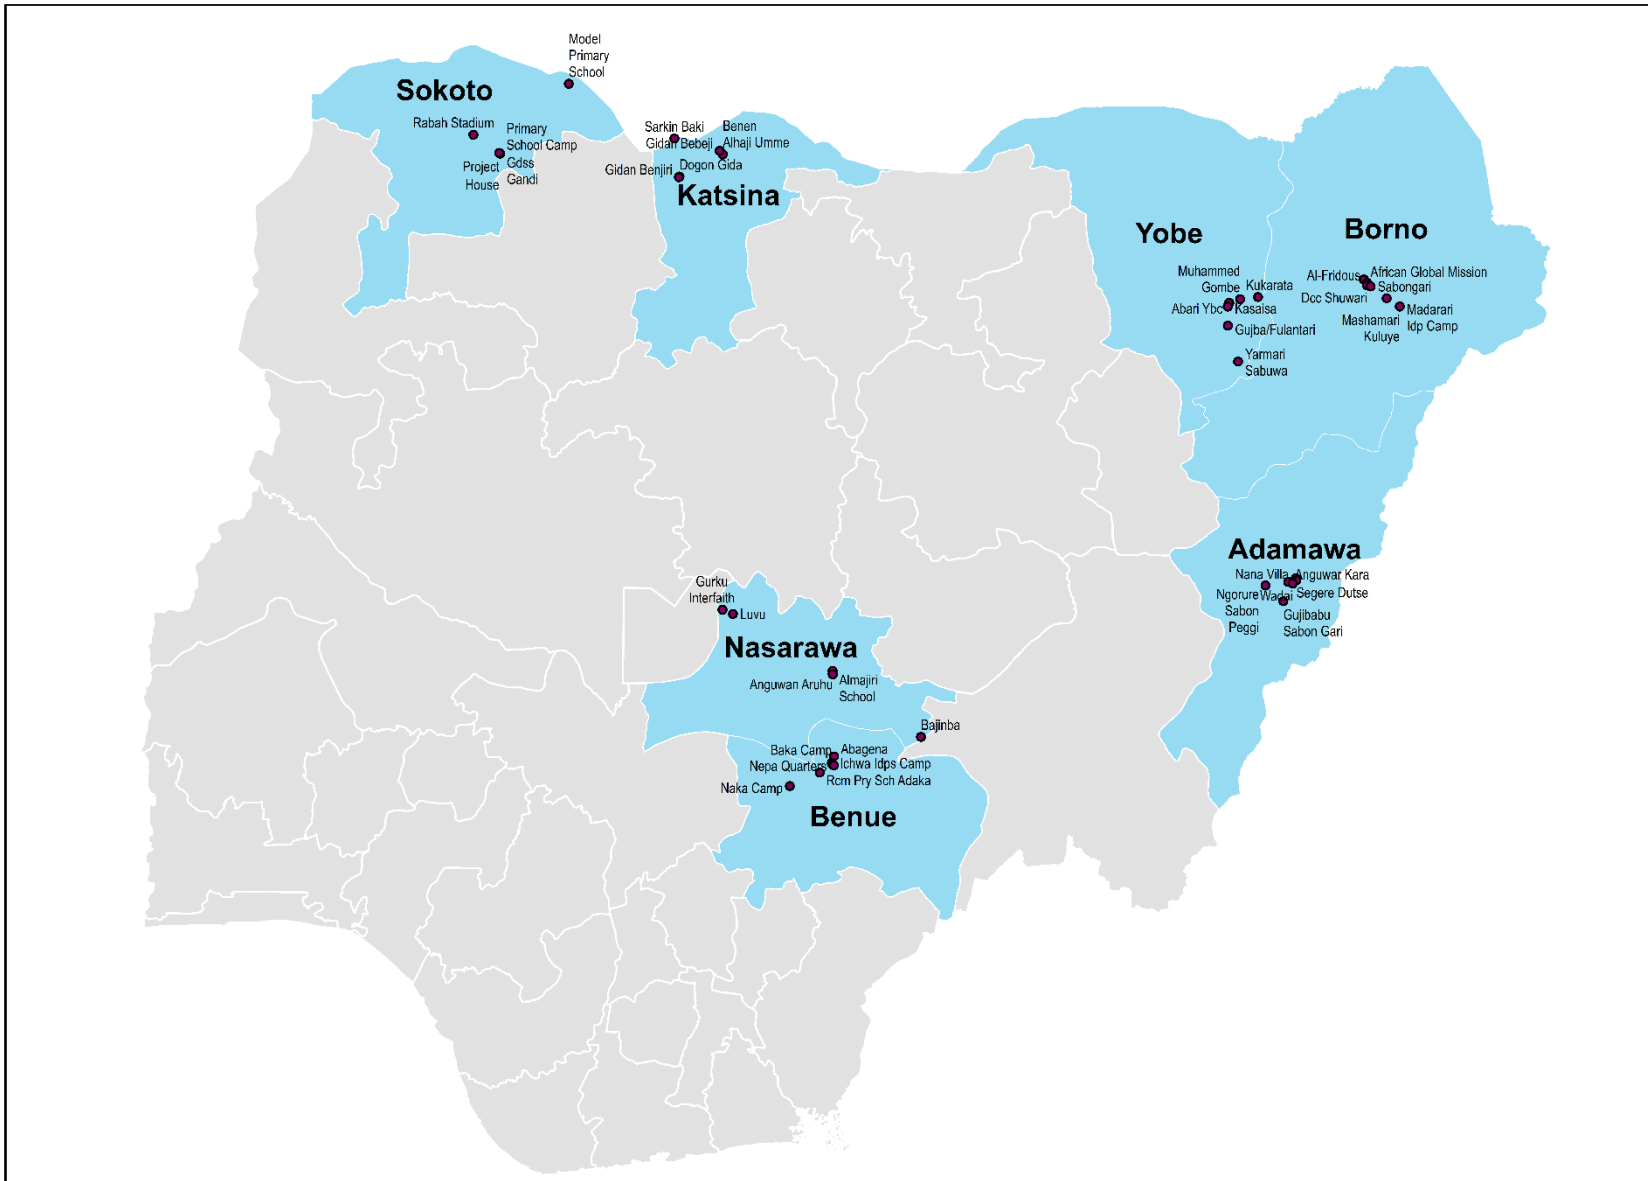 Model
Primary
School
Sokoto
Rabah Stadium
Primary
School Camp
Gdss
Gandi
Project
House
Sarkin Baki
Gidan Bebeji
Benen
Alhaji Umme
Gidan Benjiri
Dogon Gida
Katsina
Yobe
Muhammed
Gombe
Kukarata
Abari Ybc
Kasaisa
Gujba/Fulantari
Yarmari
Sabuwa
Borno
Al-Fridous
African Global Mission
Sabongari
Dcc Shuwari
Mashamari
Kuluye
Madarari
Idp Camp
Adamawa
Nana Villa
Anguwar Kara
Ngorure
Sabon
Peggi
Wadai
Segere Dutse
Gujibabu
Sabon Gari
Gurku
Interfaith
Luvu
Nasarawa
Anguwan Aruhu
Almajiri
School
Bajinba
Baka Camp
Abagena
Nepa Quarters
Ichwa Idps Camp
Rcm Pry Sch Adaka
Naka Camp
Benue